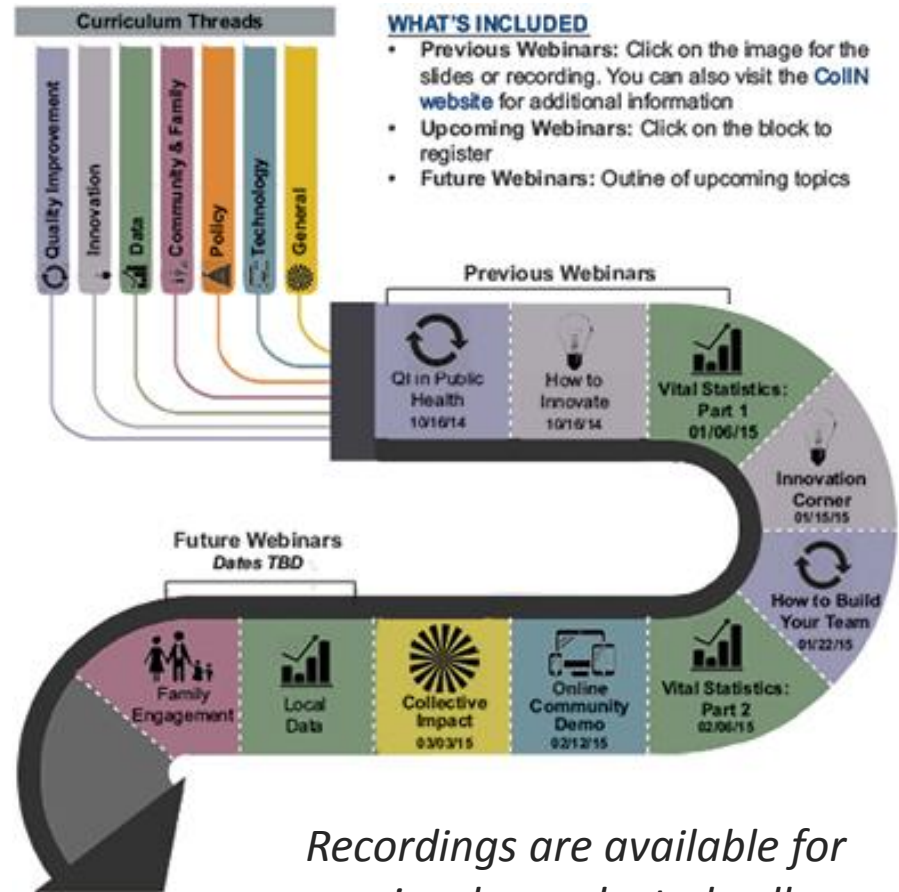 Curriculum Threads
Quality Improvement
Innovation
Data
Community & Family
Policy
Technology
General
WHAT'S INCLUDED
• Previous Webinars: Click on the image for the
slides or recording. You can also visit the CoIIN
website for additional information
• Upcoming Webinars: Click on the block to
register
• Future Webinars: Outine of upcoming topics
Previous Webinars
QI in Public
Health
10/16/14
How to
Innovate
10/16/14
Vital Statistics:
Part 1
01/06/15
Innovation
Corner
01/15/15
How to Build
Your Team
01/22/15
Vital Statistics:
Part 2
02/06/15
Online
Community
Demo
02/12/15
Collective
Impact
03/03/15
Future Webinars
Dates TBD
Local
Data
Family
Engagement
Recordings are available for